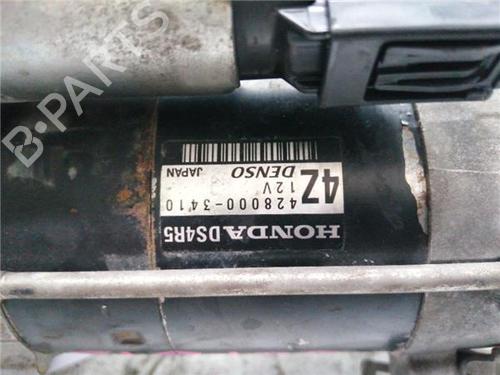 HONDA DS4R5
428000-3410
4Z 12V
DENSO JAPAN
B-PARTS